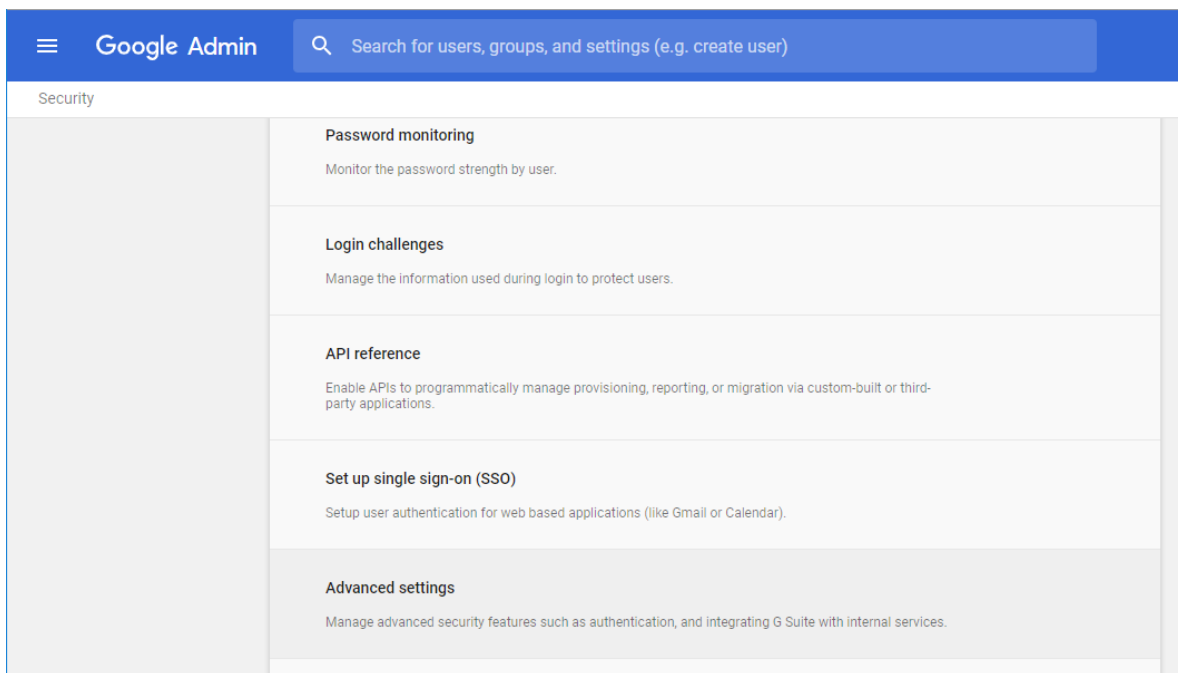 Google Admin
Search for users, groups, and settings (e.g. create user)
Security
Password monitoring
Monitor the password strength by user.
Login challenges
Manage the information used during login to protect users.
API reference
Enable APIs to programmatically manage provisioning, reporting, or migration via custom-built or third-
party applications.
Set up single sign-on (SSO)
Setup user authentication for web based applications (like Gmail or Calendar).
Advanced settings
Manage advanced security features such as authentication, and integrating G Suite with internal services.